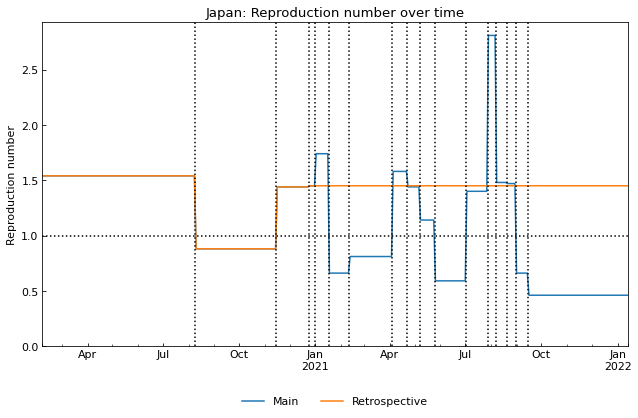 Japan: Reproduction number over time
Reproduction number
2.5
2.0
1.5
1.0
0.5
0.0
Apr Jul Oct Jan Apr Jul Oct Jan
2021 2022
Main Retrospective